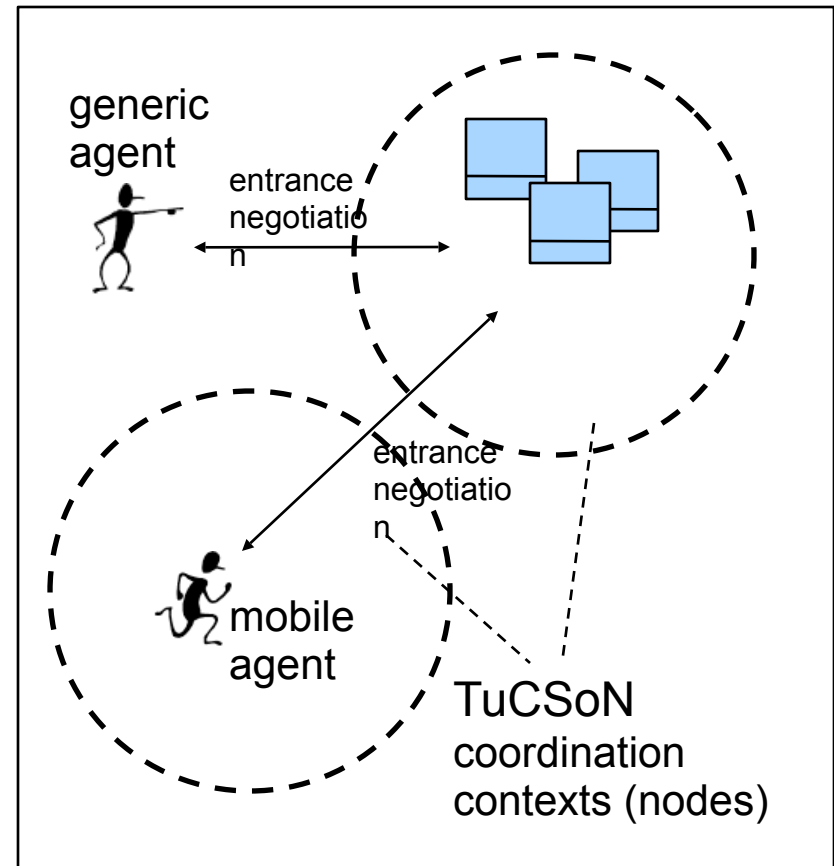 generic
agent
entrance
negotiatio
n
entrance
negotiatio
n
mobile
agent
TuCSoN
coordination
contexts (nodes)